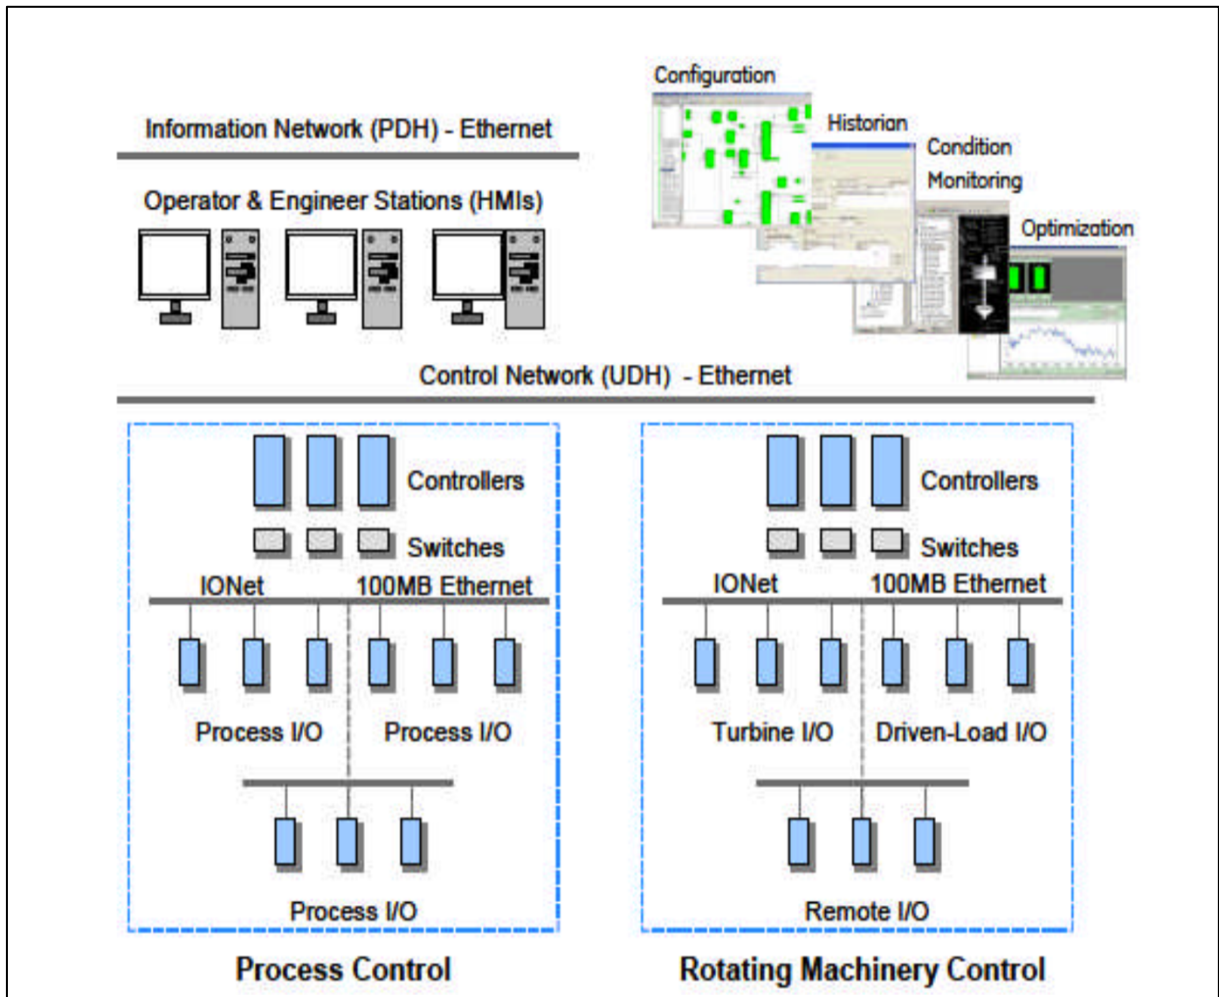 Configuration
Information Network (PDH) - Ethernet
Historian
Condition
Monitoring
Operator & Engineer Stations (HMIs)
Optimization
Control Network (UDH) - Ethernet
Controllers
Switches
IONet 100MB Ethernet
Process I/O Process I/O
Process I/O
Process Control
Controllers
Switches
IONet 100MB Ethernet
Turbine I/O Driven-Load I/O
Remote I/O
Rotating Machinery Control